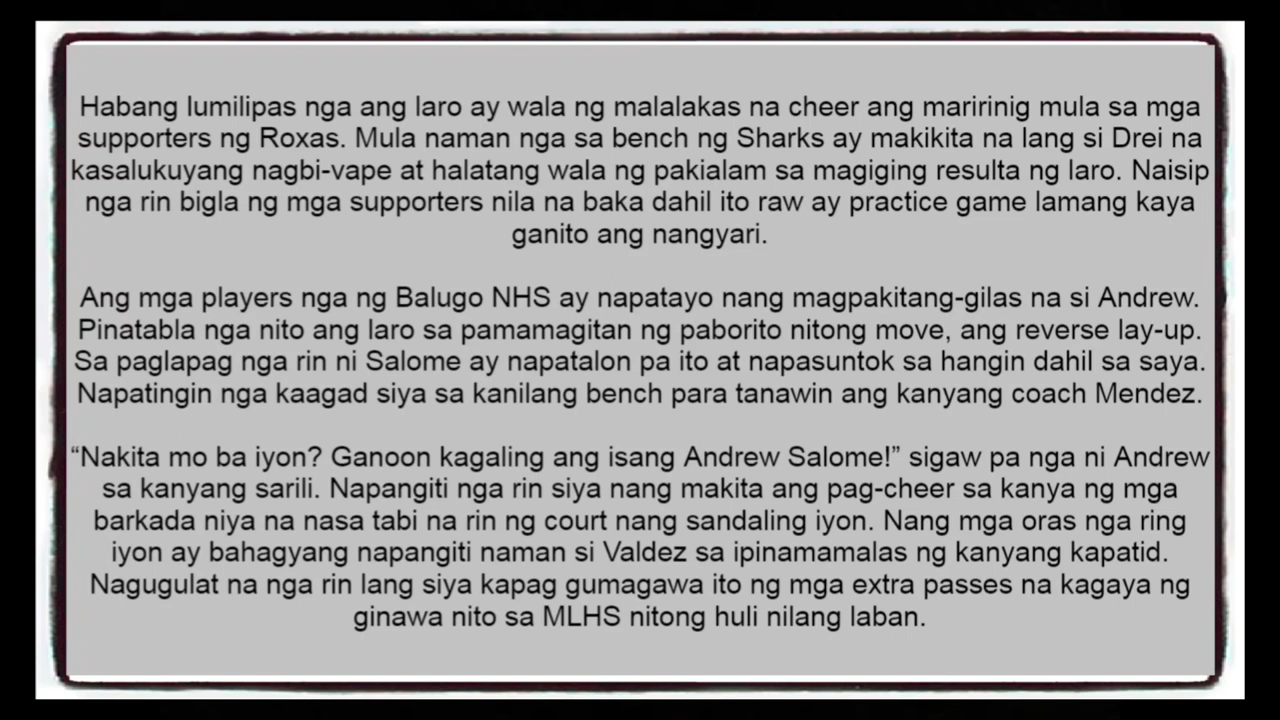 Habang lumilipas nga ang laro ay wala ng malalakas na cheer ang maririnig mula sa mga
supporters ng Roxas. Mula naman nga sa bench ng Sharks ay makikita na lang si Drei na
kasalukuyang nagbi-vape at halatang wala ng pakialam sa magiging resulta ng laro. Naisip
nga rin bigla ng mga supporters nila na baka dahil ito raw ay practice game lamang kaya
ganito ang nangyari.
Ang mga players nga ng Balugo NHS ay napatayo nang magpakitang-gilas na si Andrew.
Pinatabla nga nito ang laro sa pamamagitan ng paborito nitong move, ang reverse lay-up.
Sa paglapag nga rin ni Salome ay napatalon pa ito at napasuntok sa hangin dahil sa saya.
Napatingin nga kaagad siya sa kanilang bench para tanawin ang kanyang coach Mendez.
“Nakita mo ba iyon? Ganoon kagaling ang isang Andrew Salome!” sigaw pa nga ni Andrew
sa kanyang sarili. Napangiti nga rin siya nang makita ang pag-cheer sa kanya ng mga
barkada niya na nasa tabi na rin ng court nang sandaling iyon. Nang mga oras nga ring
iyon ay bahagyang napangiti naman si Valdez sa ipinamamalas ng kanyang kapatid.
Nagugulat na nga rin lang siya kapag gumagawa ito ng mga extra passes na kagaya ng
ginawa nito sa MLHS nitong huli nilang laban.